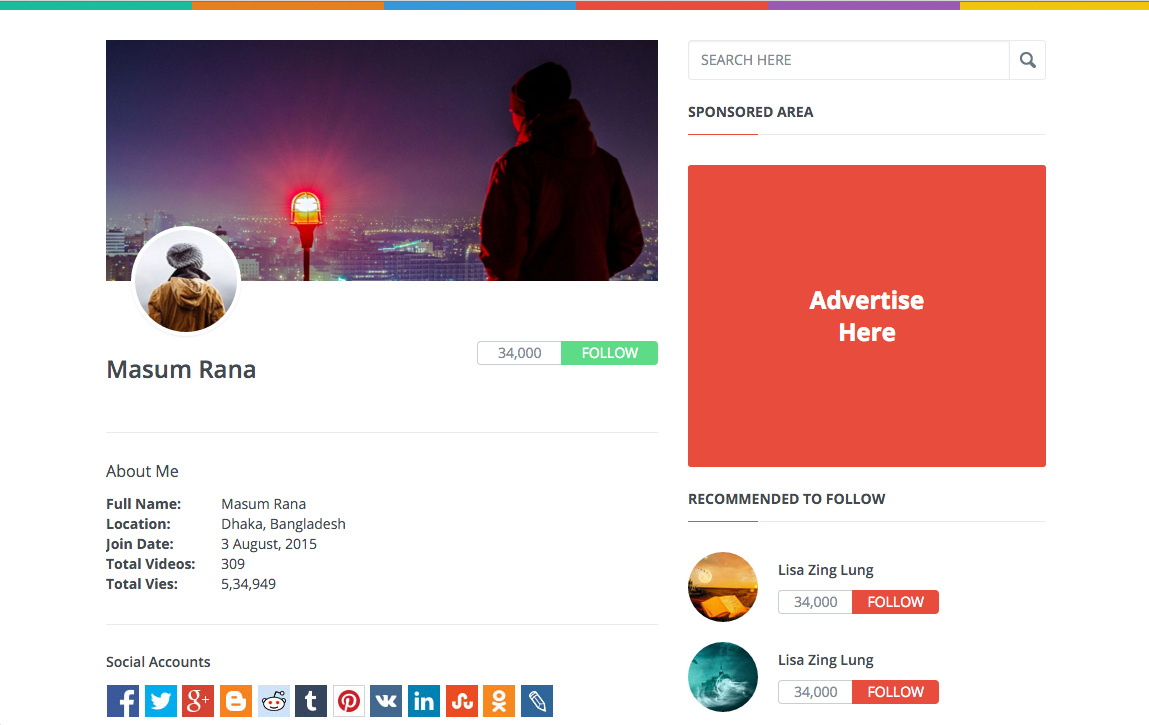 SEARCH HERE
SPONSORED AREA
Advertise
Here
34,000 FOLLOW
Masum Rana
About Me
Full Name: Masum Rana
Location: Dhaka, Bangladesh
Join Date: 3 August, 2015
Total Videos: 309
Total Vies: 5,34,949
Social Accounts
RECOMMENDED TO FOLLOW
Lisa Zing Lung
34,000 FOLLOW
Lisa Zing Lung
34,000 FOLLOW